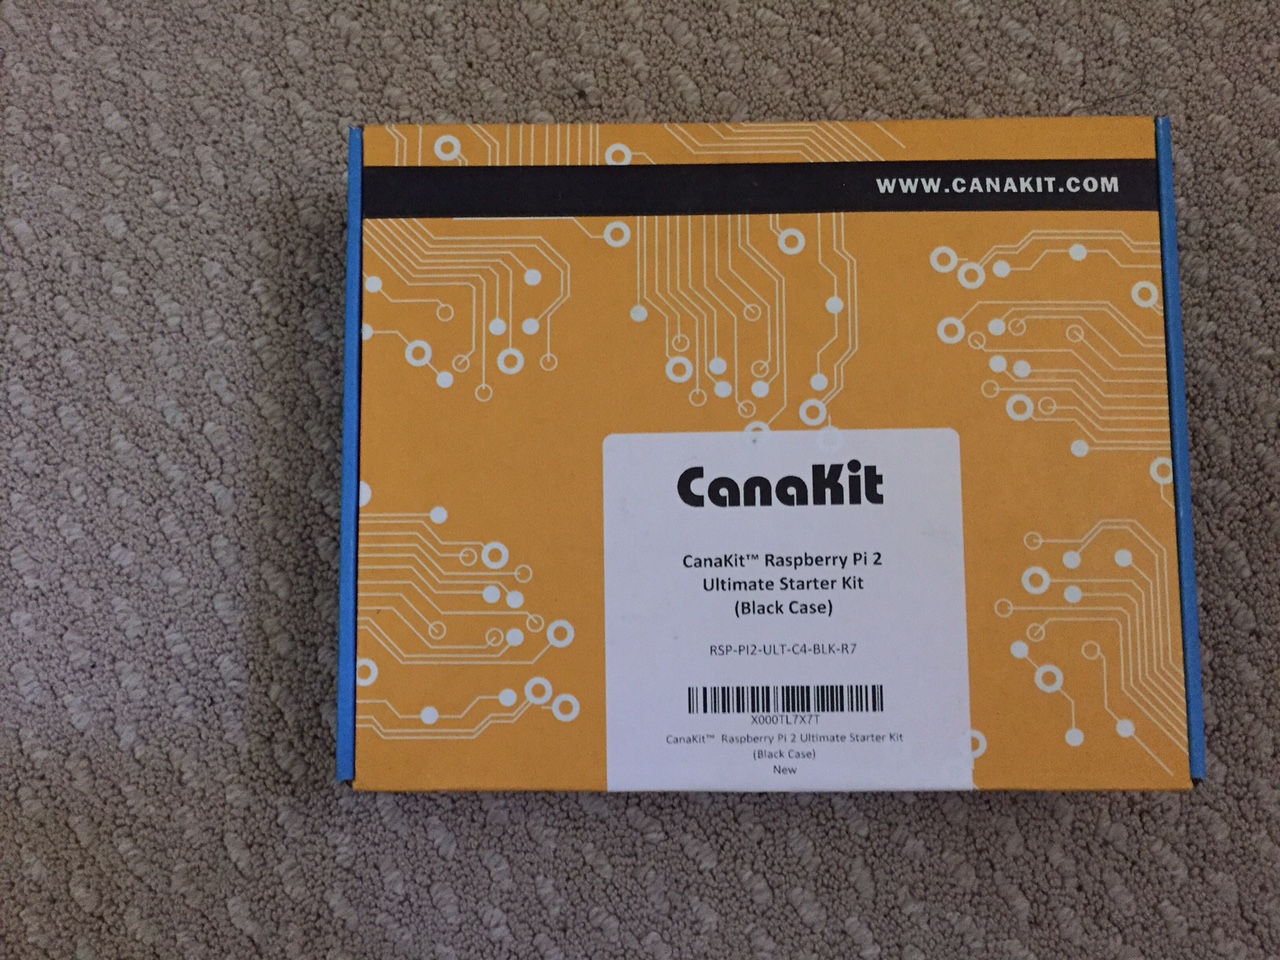 WWW.CANAKIT.COM
CanaKit
CanaKit™ Raspberry Pi 2
Ultimate Starter Kit
(Black Case)
RSP-PI2-ULT-C4-BLK-R7
X000TL7X7T
CanaKit™ Raspberry Pi 2 Ultimate Starter Kit
(Black Case)
New